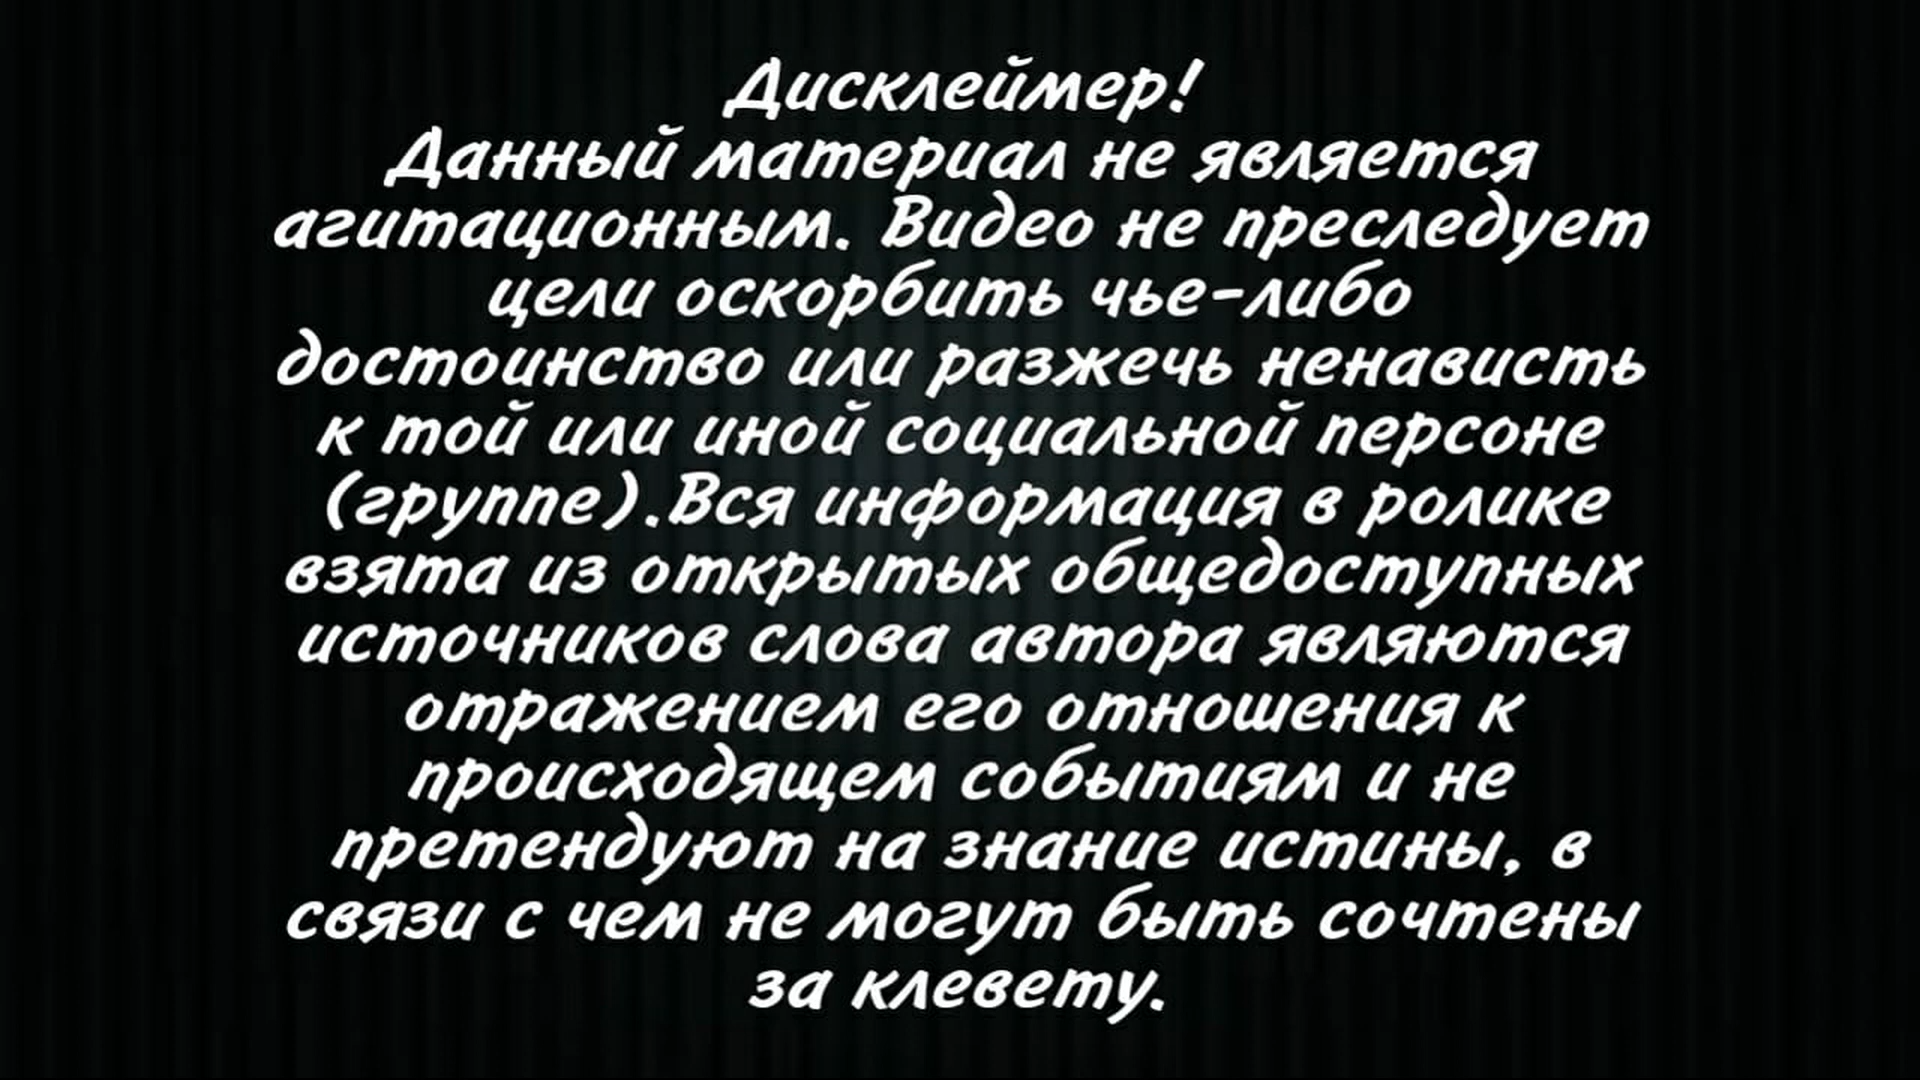 Дисклеймер!
Данный материал не является
агитационным. Видео не преследует
цели оскорбить чье-либо
достоинство или разжечь ненависть
к той или иной социальной персоне
(группе).Вся информация в ролике
взята из открытых общедоступных
источников слова автора являются
отражением его отношения к
происходящем событиям и не
претендуют на знание истины, в
связи с чем не могут быть сочтены
за клевету.